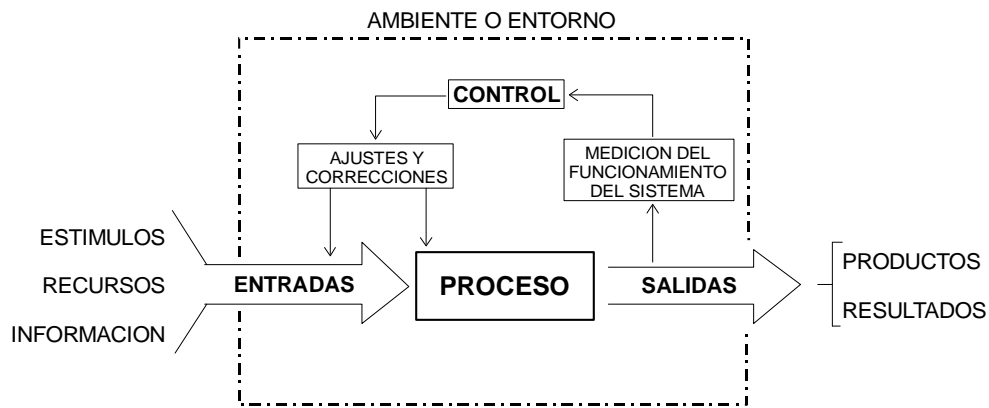 AMBIENTE O ENTORNO
CONTROL
AJUSTES Y
CORRECCIONES
MEDICION DEL
FUNCIONAMIENTO
DEL SISTEMA
ESTIMULOS
RECURSOS
INFORMACION
ENTRADAS
PROCESO
SALIDAS
PRODUCTOS
RESULTADOS